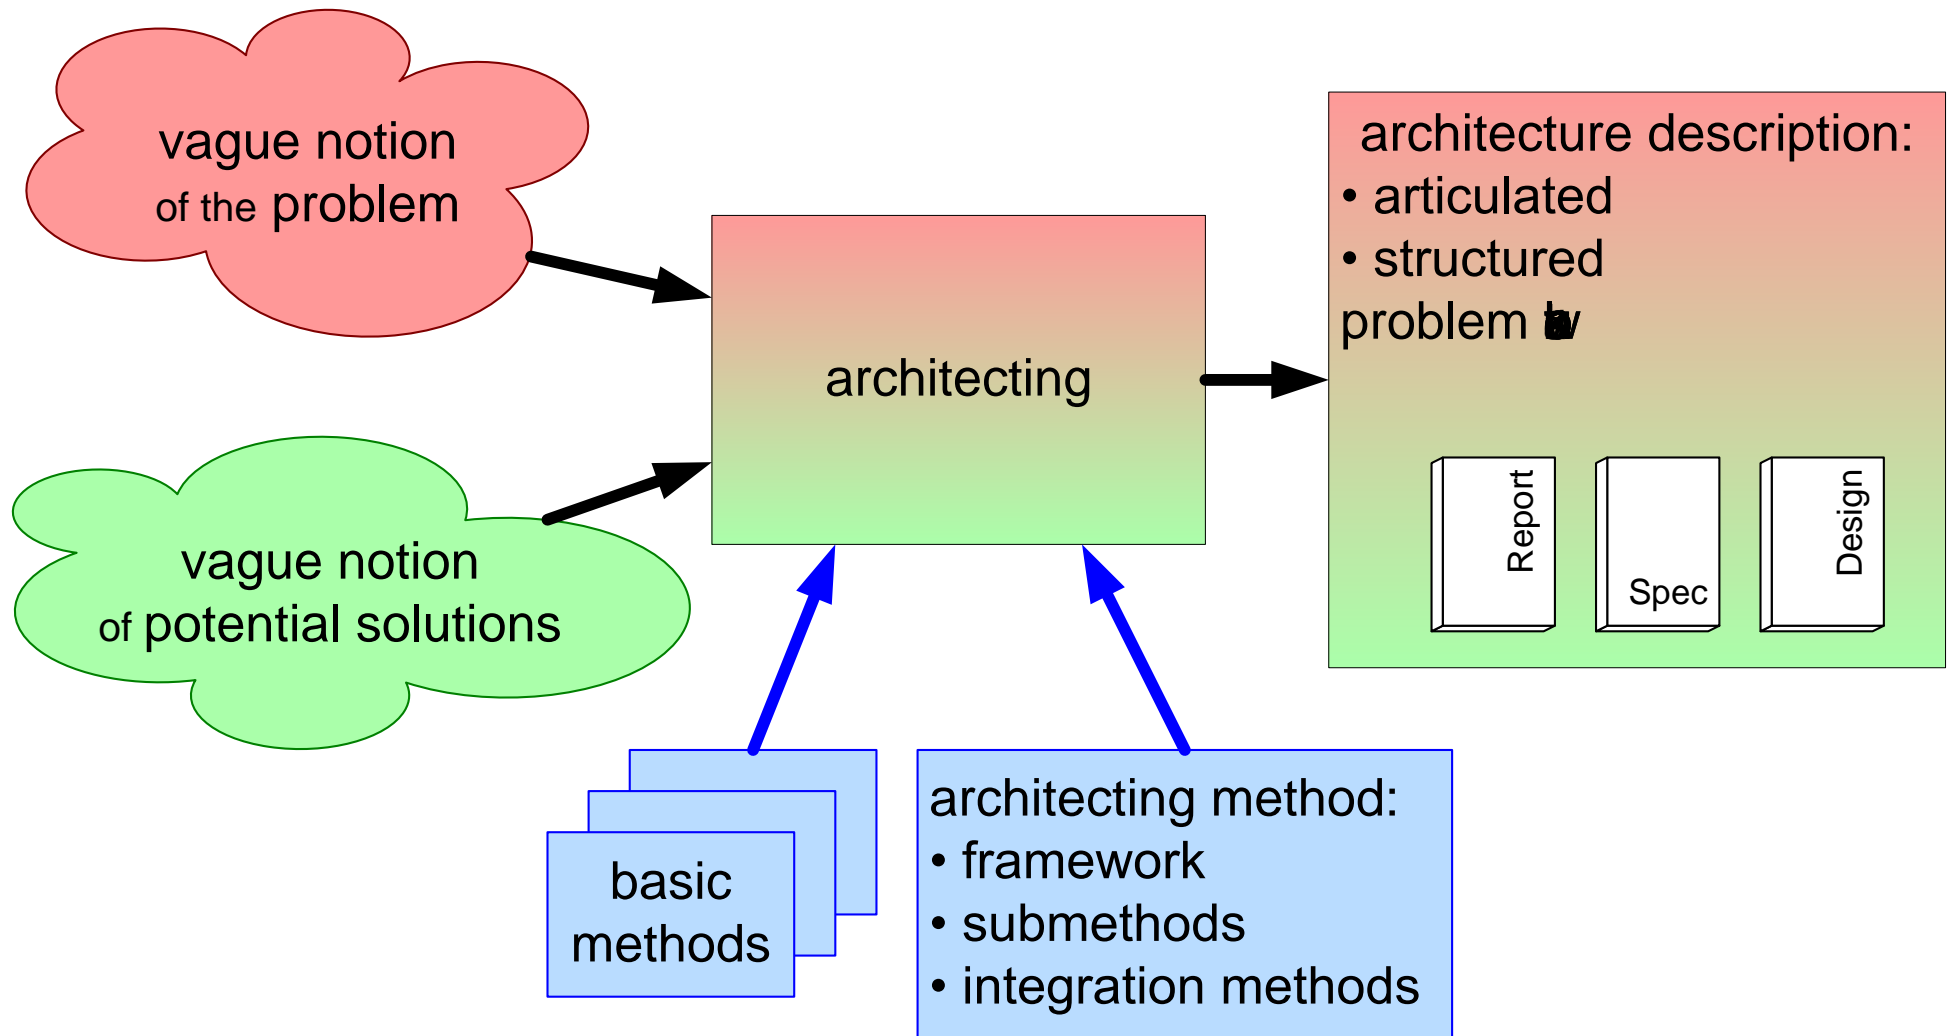 vague notion
of the problem
architecture description:
• articulated
• structured
problem
architecting
Report
Spec
Design
vague notion
of potential solutions
basic
methods
architecting method:
• framework
• submethods
• integration methods